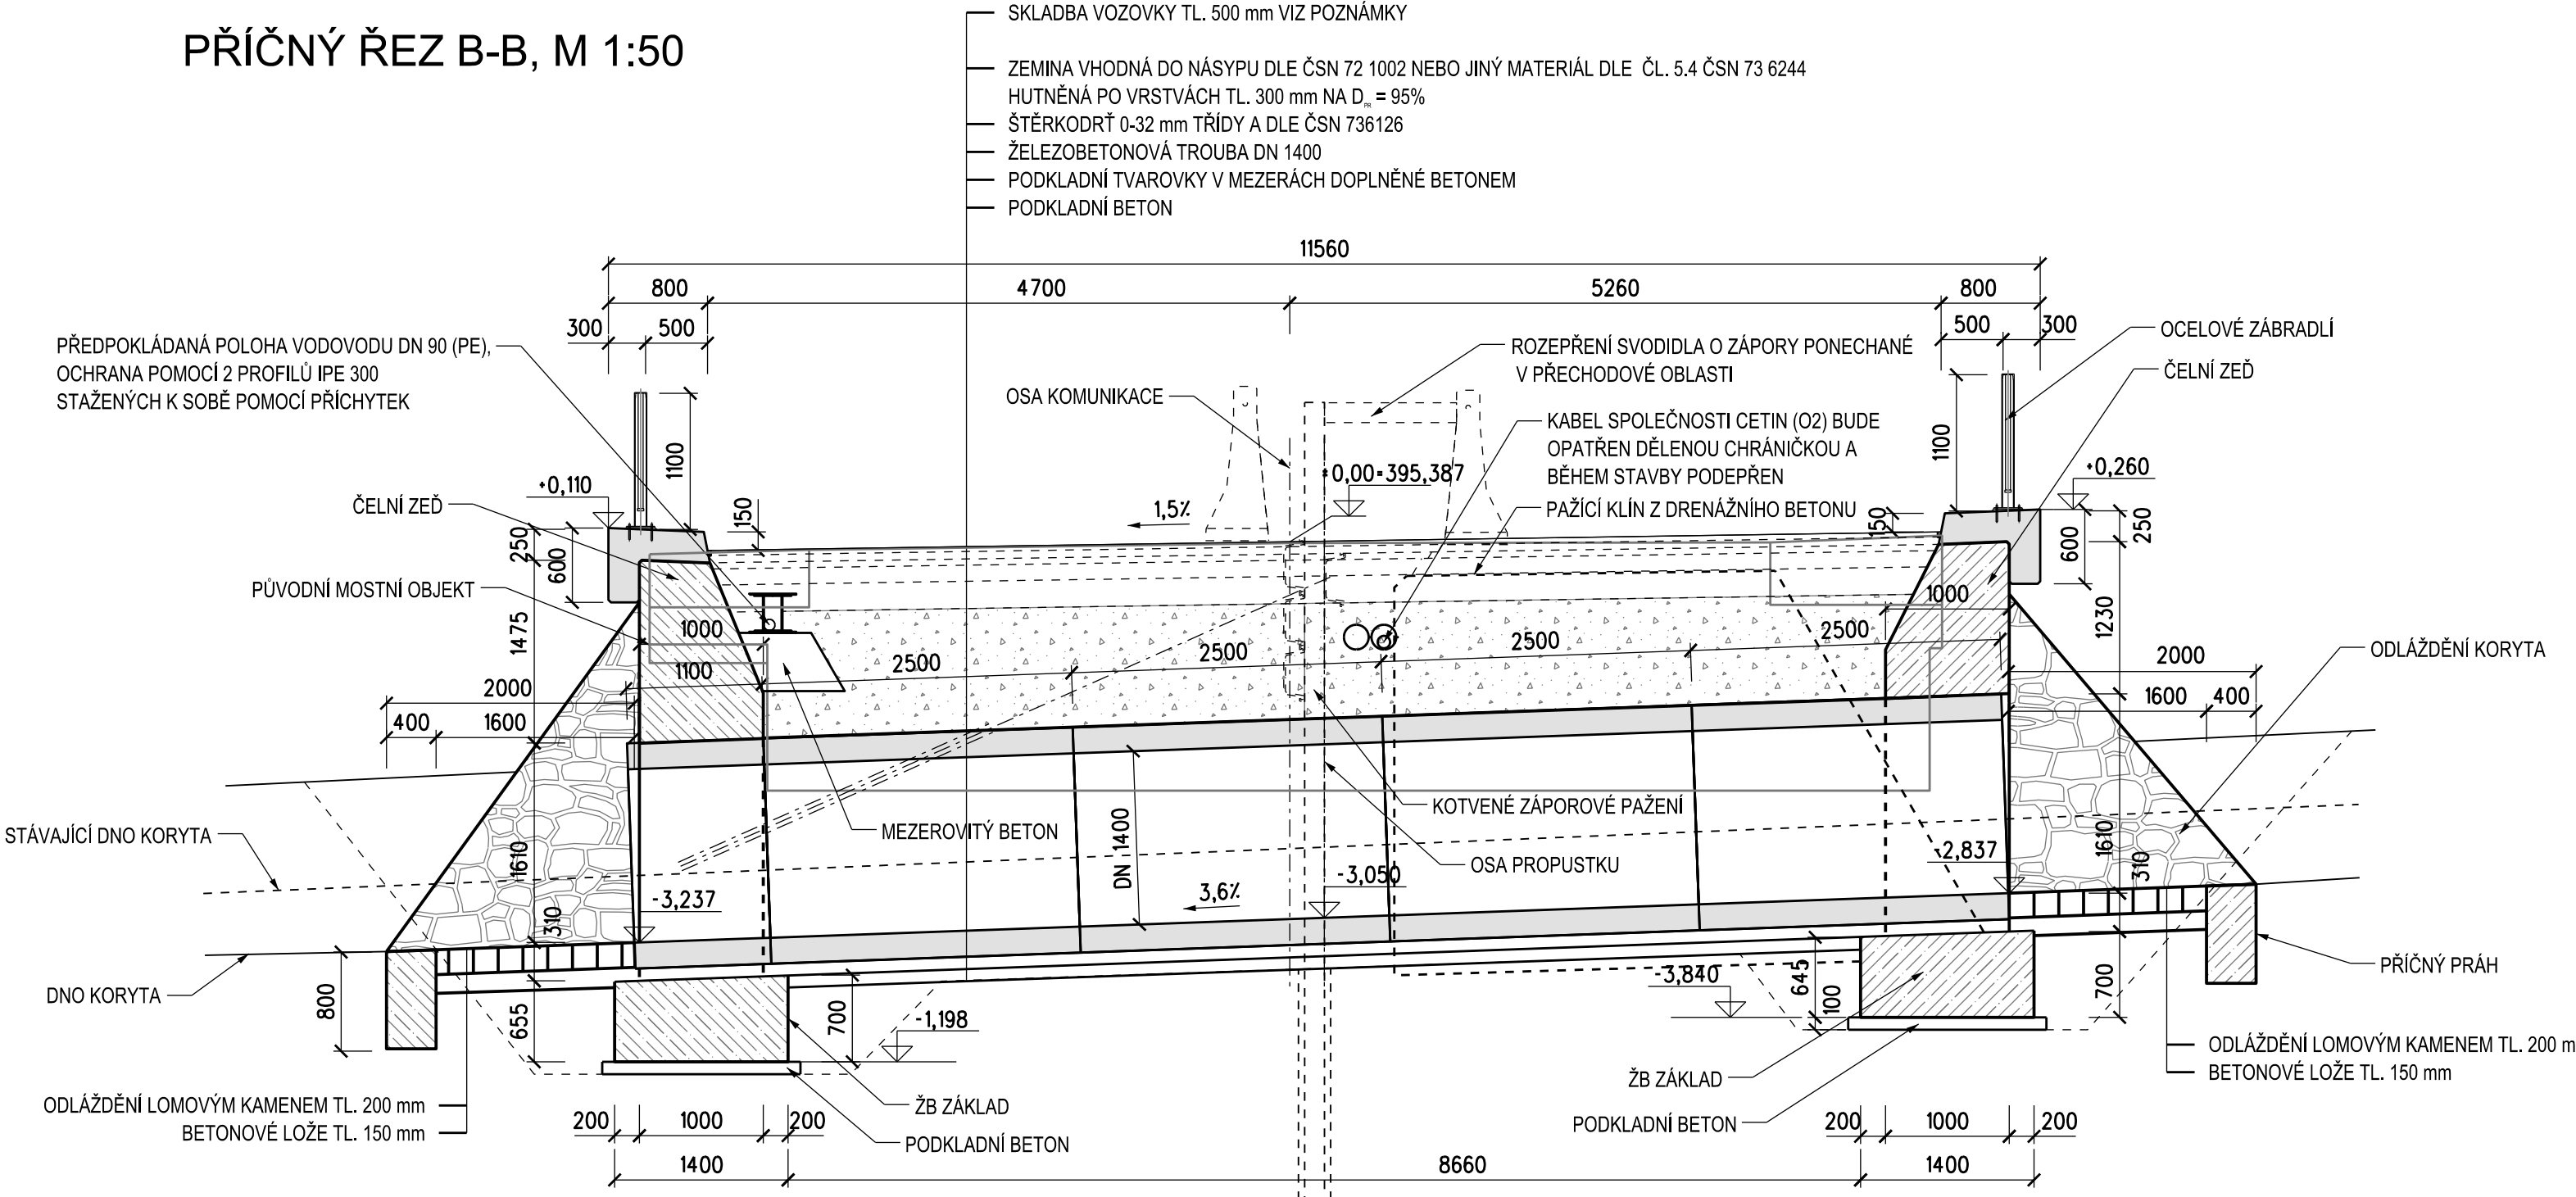 SKLADBA VOZOVKY TL. 500 mm VIZ POZNÁMKY
PŘÍČNÝ ŘEZ B-B, M 1:50
ZEMINA VHODNÁ DO NÁSYPU DLE ČSN 72 1002 NEBO JINÝ MATERIÁL DLE ČL. 5.4 ČSN 73 6244
HUTNĚNÁ PO VRSTVÁCH TL. 300 mm NA D PR = 95%
ŠTĚRKODRŤ 0-32 mm TŘÍDY A DLE ČSN 736126
ŽELEZOBETONOVÁ TROUBA DN 1400
PODKLADNÍ TVAROVKY V MEZERÁCH DOPLNĚNÉ BETONEM
PODKLADNÍ BETON
11560
800 4700 5260 800
300 500 500 300
PŘEDPOKLÁDANÁ POLOHA VODOVODU DN 90 (PE),
OCHRANA POMOCÍ 2 PROFILŮ IPE 300
STAŽENÝCH K SOBĚ POMOCÍ PŘÍCHYTEK
OSA KOMUNIKACE
ROZEPŘENÍ SVODIDLA O ZÁPORY PONECHANÉ
V PŘECHODOVÉ OBLASTI
OCELOVÉ ZÁBRADLÍ
ČELNÍ ZEĎ
KABEL SPOLEČNOSTI CETIN (O2) BUDE
OPATŘEN DĚLENOU CHRÁNIČKOU A
BĚHEM STAVBY PODEPŘEN
1100
1100
+0,110
±0,00=395,387
+0,260
ČELNÍ ZEĎ
150
1,5%
PAŽÍCÍ KLÍN Z DRENÁŽNÍHO BETONU
150
250
600
600
250
PŮVODNÍ MOSTNÍ OBJEKT
1475
1000
1100
2500
2500
2500
2500
1000
1230
ODLÁŽDĚNÍ KORYTA
2000
400 1600
2000
1600 400
STÁVAJÍCÍ DNO KORYTA
MEZEROVITÝ BETON
KOTVENÉ ZÁPOROVÉ PAŽENÍ
OSA PROPUSTKU
DN 1400
1610
310
-3,237
3,6%
-3,050
-2,837
1610
310
DNO KORYTA
800
655
700
-1,198
-3,840
645
100
700
PŘÍČNÝ PRÁH
ODLÁŽDĚNÍ LOMOVÝM KAMENEM TL. 200 mm
BETONOVÉ LOŽE TL. 150 mm
ŽB ZÁKLAD
PODKLADNÍ BETON
ŽB ZÁKLAD
PODKLADNÍ BETON
ODLÁŽDĚNÍ LOMOVÝM KAMENEM TL. 200 m
BETONOVÉ LOŽE TL. 150 mm
200 1000 200
200 1000 200
1400 8660 1400